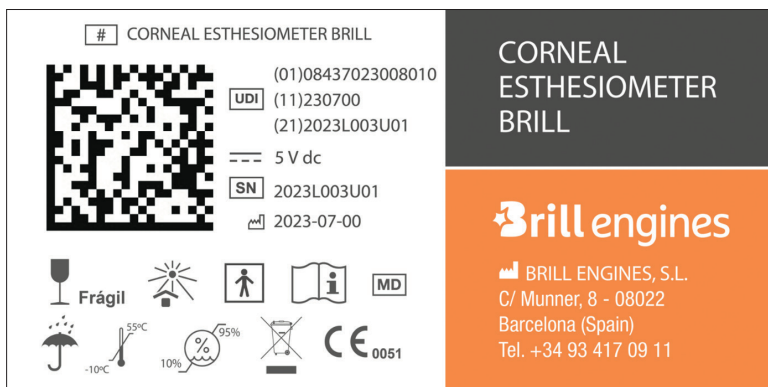 # CORNEAL ESTHESIOMETER BRILL
UDI
(01)08437023008010
(11)230700
(21)2023L003U01
5 V dc
SN 2023L003U01
2023-07-00
Frágil
i
MD
-10ºC
55ºC
10%
%
95%
CE 0051
CORNEAL
ESTHESIOMETER
BRILL
Brill engines
BRILL ENGINES, S.L.
C/ Munner, 8 - 08022
Barcelona (Spain)
Tel. +34 93 417 09 11